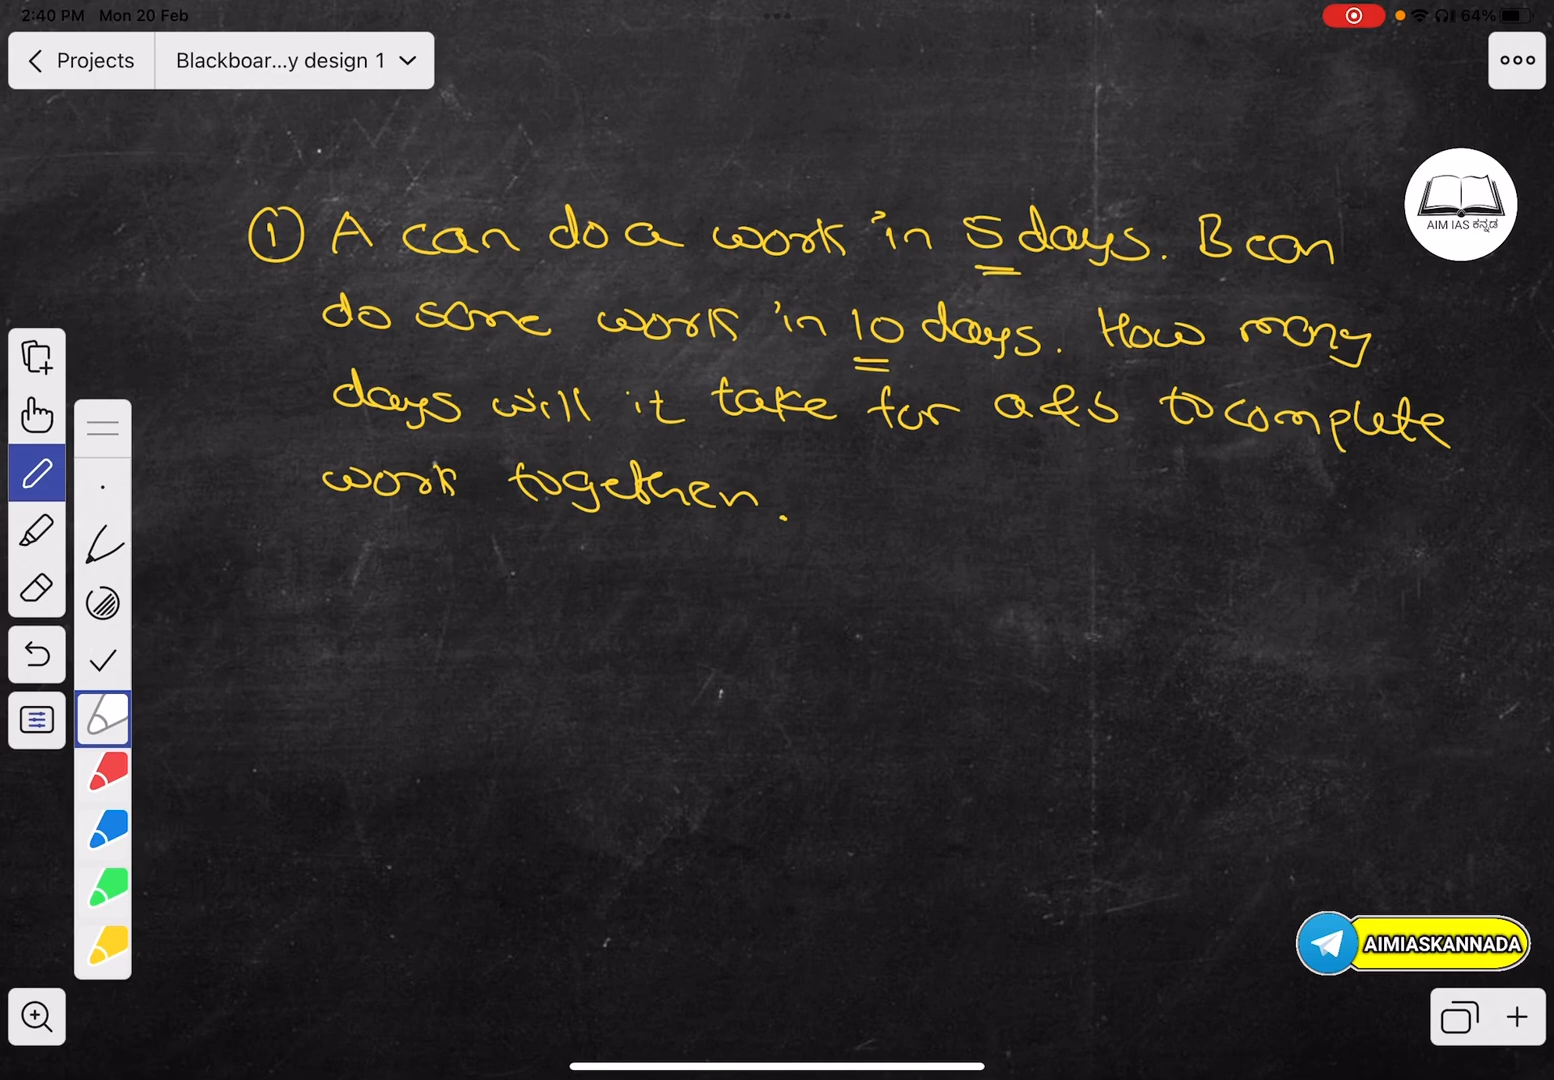 2:40 PM Mon 20 Feb
64%
Projects
Blackboar...y design 1
AIM IAS ಕನ್ನಡ
① A can do a work in 5 days. B can
do same work in 10 days. How many
days will it take for a&b to complete
work together.
AIMIASKANNADA